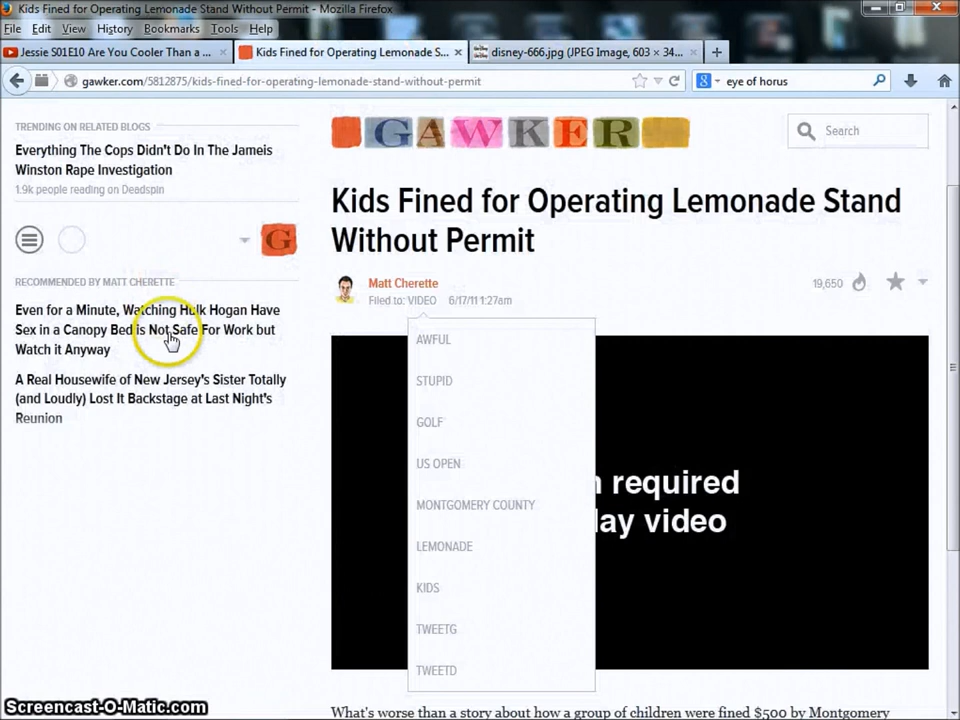 Kids Fined for Operating Lemonade Stand Without Permit - Mozilla Firefox
File Edit View History Bookmarks Tools Help
Jessie S01E10 Are You Cooler Than a ... × Kids Fined for Operating Lemonade S... × disney-666.jpg (JPEG Image, 603 × 34... × +
gawker.com/5812875/kids-fined-for-operating-lemonade-stand-without-permit 8 eye of horus
TRENDING ON RELATED BLOGS
Everything The Cops Didn't Do In The Jameis
Winston Rape Investigation
1.9k people reading on Deadspin
G
RECOMMENDED BY MATT CHERETTE
Even for a Minute, Watching Hulk Hogan Have
Sex in a Canopy Bed is Not Safe For Work but
Watch it Anyway
A Real Housewife of New Jersey's Sister Totally
(and Loudly) Lost It Backstage at Last Night's
Reunion
GAWKER
Search
Kids Fined for Operating Lemonade Stand
Without Permit
Matt Cherette
Filed to: VIDEO 6/17/11 1:27am
19,650
AWFUL
STUPID
GOLF
US OPEN
MONTGOMERY COUNTY
LEMONADE
KIDS
TWEETG
TWEETD
required
video
What's worse than a story about how a group of children were fined $500 by Montgomery
Screencast-O-Matic.com